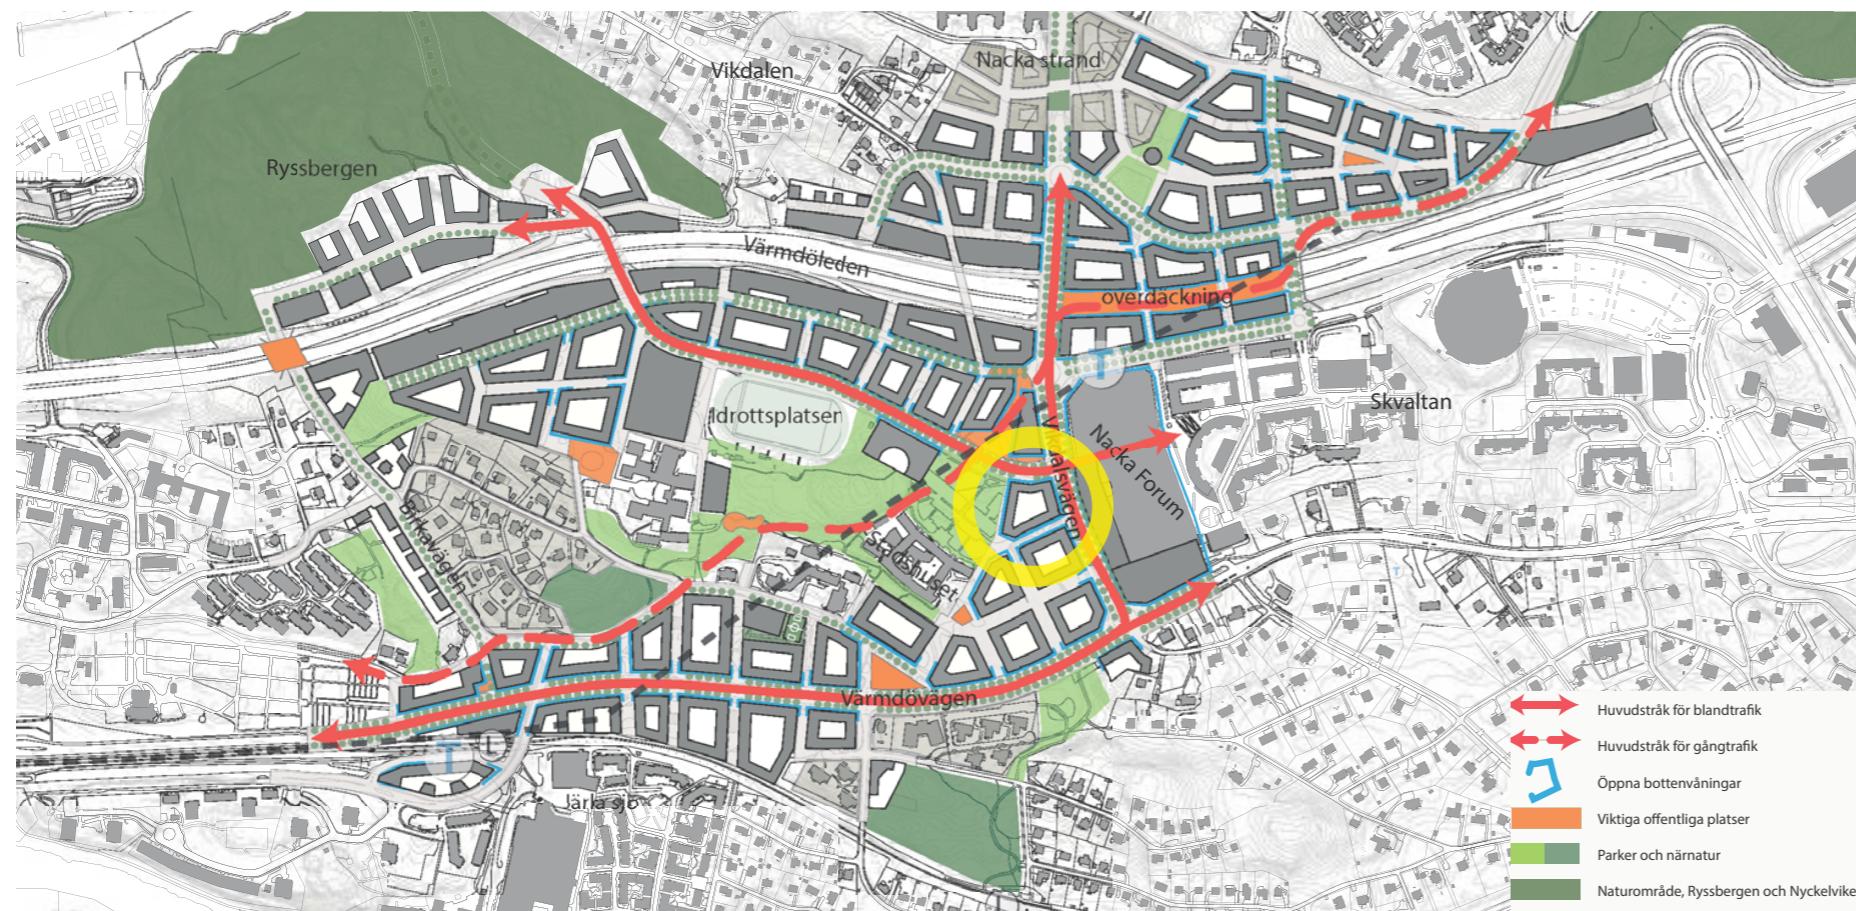 Nacka strand
Vikdalen
Ryssbergen
Värmdöleden
överdäckning
T
Skvaltan
Idrottsplatsen
Vikdalsvägen
Nacka Forum
Birkavägen
Stadshuset
T
Värmdövägen
T
L
Järla sjö
Huvudstråk för blandtrafik
Huvudstråk för gångtrafik
Öppna bottenvåningar
Viktiga offentliga platser
Parker och närnatur
Naturområde, Ryssbergen och Nyckelvike